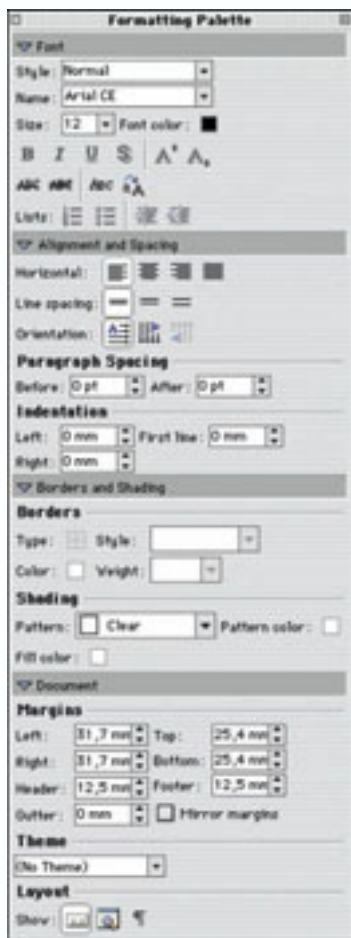 Formatting Palette
Font
Style: Normal
Name: Arial CE
Size: 12 Font color:
B I U S A A
ABC ABC ABC A
Lists:
Alignment and Spacing
Horizontal:
Line spacing:
Orientation:
Paragraph Spacing
Before: 0 pt After: 0 pt
Indentation
Left: 0 mm First line: 0 mm
Right: 0 mm
Borders and Shading
Borders
Type: Style:
Color: Weight:
Shading
Pattern: Clear Pattern color:
Fill color:
Document
Margins
Left: 31,7 mm Top: 25,4 mm
Right: 31,7 mm Bottom: 25,4 mm
Header: 12,5 mm Footer: 12,5 mm
Gutter: 0 mm Mirror margins
Theme
(No Theme)
Layout
Show: ¶